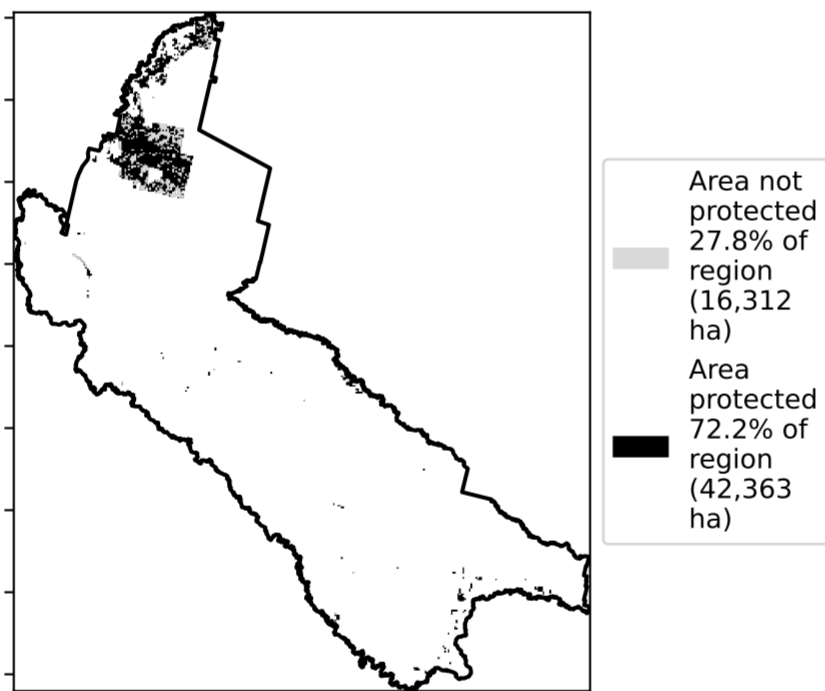 Area not
protected
27.8% of
region
(16,312
ha)
Area
protected
72.2% of
region
(42,363
ha)